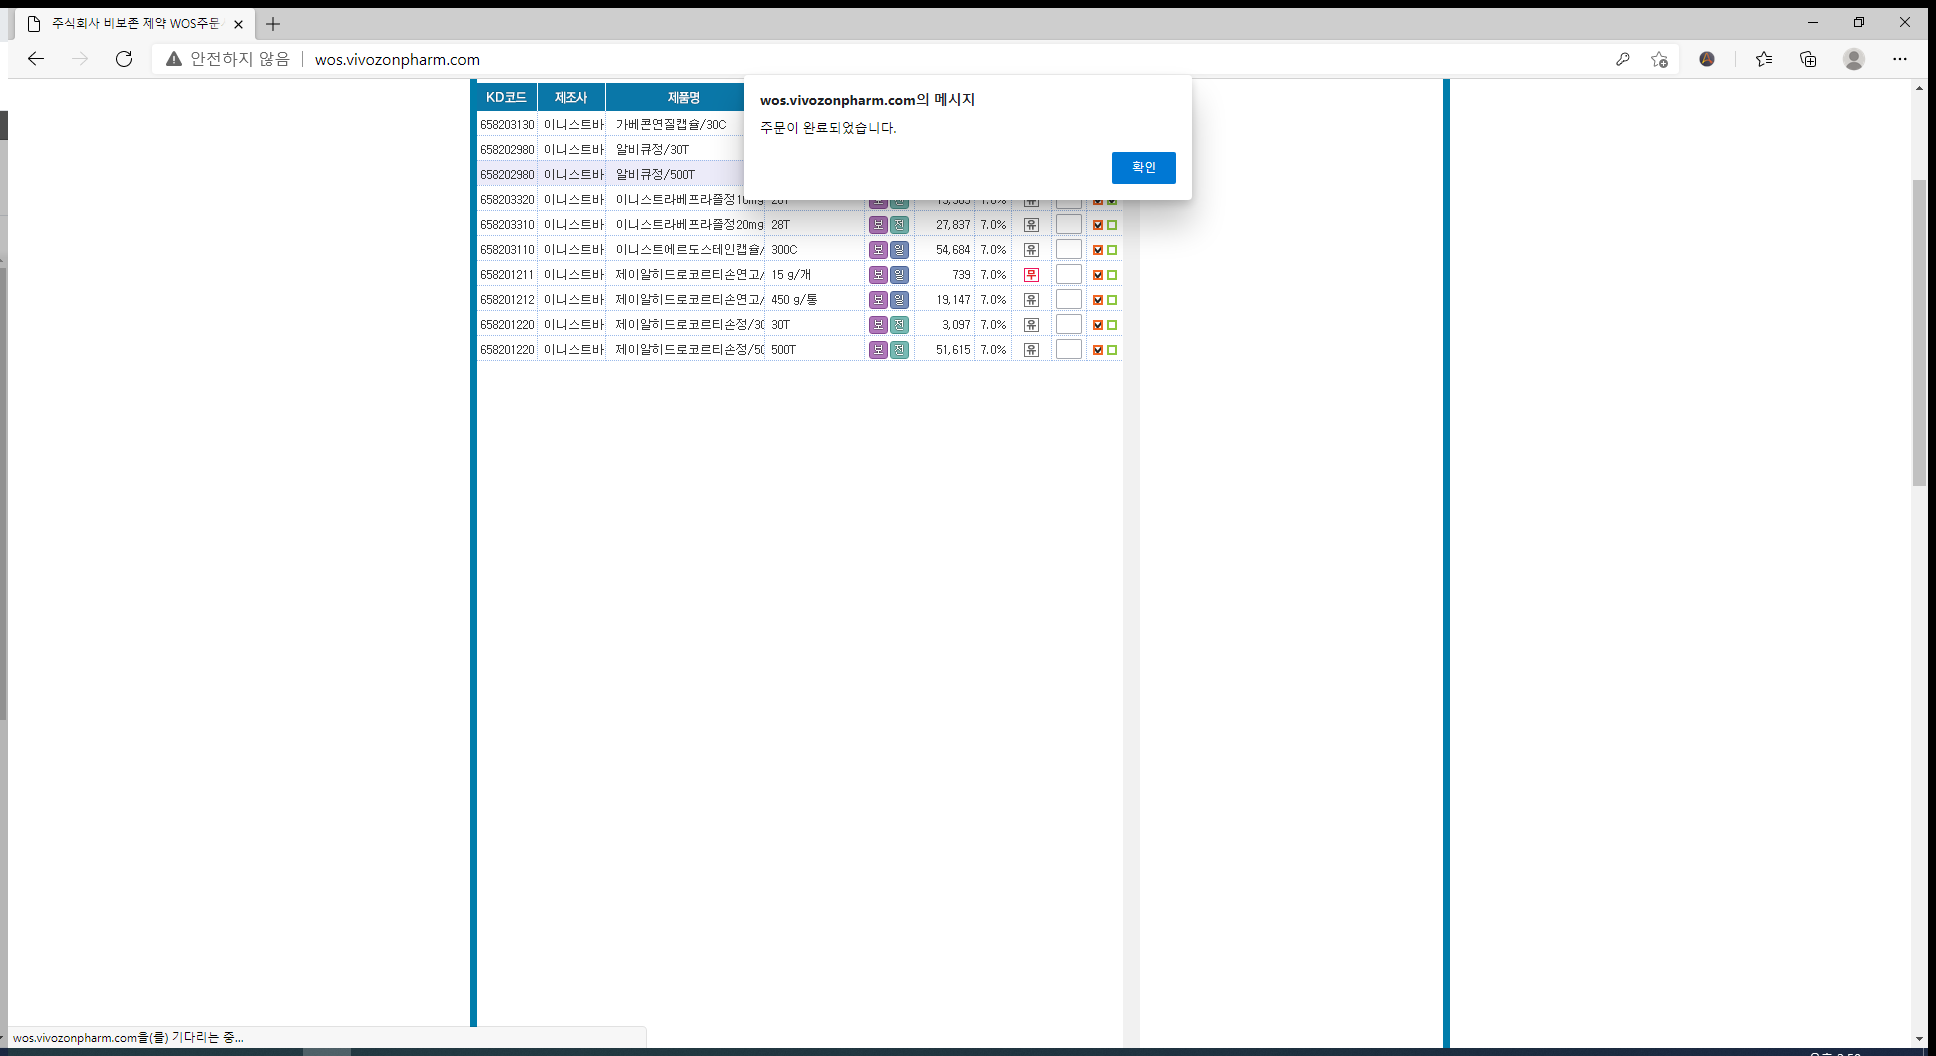 주식회사 비보존 제약 WOS주문
안전하지 않음 wos.vivozonpharm.com
wos.vivozonpharm.com의 메시지
주문이 완료되었습니다.
확인
KD코드 제조사 제품명
658203130 이니스트바 가베콘연질캡슐/30C
658202980 이니스트바 알비큐정/30T
658202980 이니스트바 알비큐정/500T
658203320 이니스트바 이니스트라베프라졸정10mg 28T 보 전 7.0% 유
658203310 이니스트바 이니스트라베프라졸정20mg 28T 보 전 27,837 7.0% 유
658203110 이니스트바 이니스트에르도스테인캡슐/ 300C 보 일 54,684 7.0% 유
658201211 이니스트바 제이알히드로코르티손연고/ 15 g/개 보 일 739 7.0% 무
658201212 이니스트바 제이알히드로코르티손연고/ 450 g/통 보 일 19,147 7.0% 유
658201220 이니스트바 제이알히드로코르티손정/30 30T 보 전 3,097 7.0% 유
658201220 이니스트바 제이알히드로코르티손정/50 500T 보 전 51,615 7.0% 유
wos.vivozonpharm.com을(를) 기다리는 중...